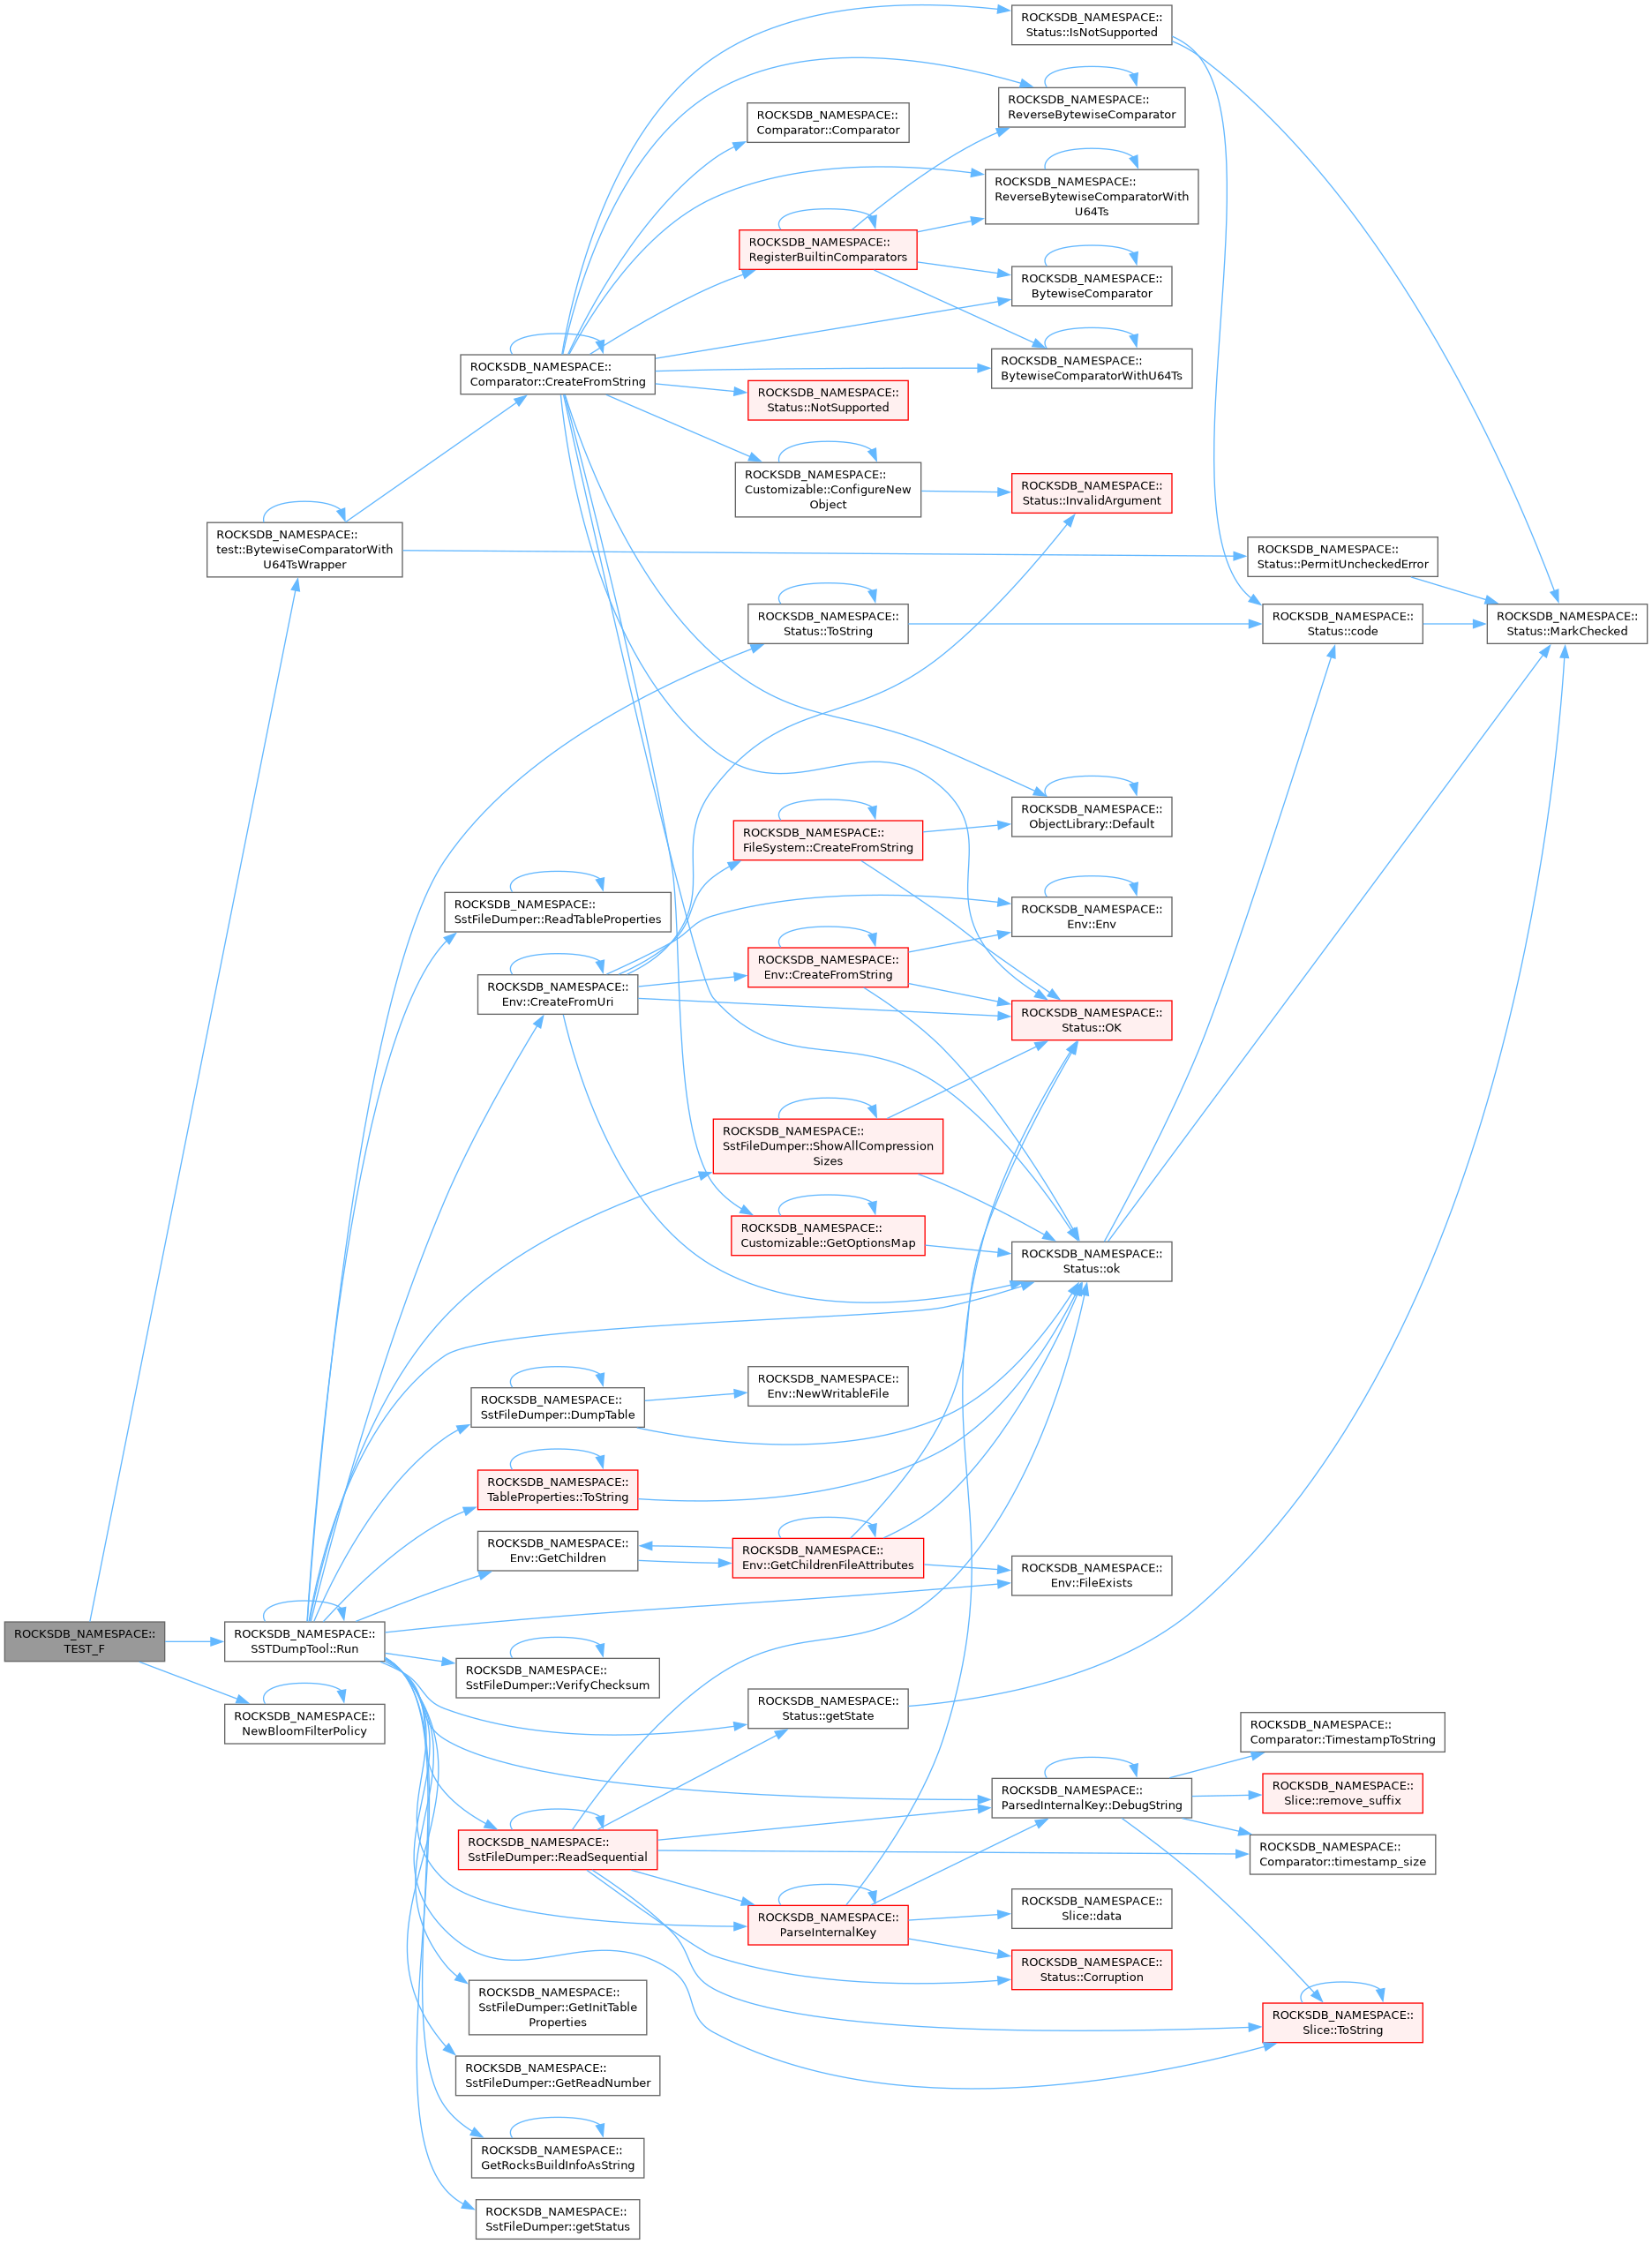 ROCKSDB_NAMESPACE::
Status::IsNotSupported
ROCKSDB_NAMESPACE::
ReverseBytewiseComparator
ROCKSDB_NAMESPACE::
Comparator::Comparator
ROCKSDB_NAMESPACE::
ReverseBytewiseComparatorWith
U64Ts
ROCKSDB_NAMESPACE::
RegisterBuiltinComparators
ROCKSDB_NAMESPACE::
BytewiseComparator
ROCKSDB_NAMESPACE::
BytewiseComparatorWithU64Ts
ROCKSDB_NAMESPACE::
Comparator::CreateFromString
ROCKSDB_NAMESPACE::
Status::NotSupported
ROCKSDB_NAMESPACE::
Customizable::ConfigureNew
Object
ROCKSDB_NAMESPACE::
Status::InvalidArgument
ROCKSDB_NAMESPACE::
test::BytewiseComparatorWith
U64TsWrapper
ROCKSDB_NAMESPACE::
Status::PermitUncheckedError
ROCKSDB_NAMESPACE::
Status::ToString
ROCKSDB_NAMESPACE::
Status::code
ROCKSDB_NAMESPACE::
Status::MarkChecked
ROCKSDB_NAMESPACE::
ObjectLibrary::Default
ROCKSDB_NAMESPACE::
FileSystem::CreateFromString
ROCKSDB_NAMESPACE::
SstFileDumper::ReadTableProperties
ROCKSDB_NAMESPACE::
Env::Env
ROCKSDB_NAMESPACE::
Env::CreateFromString
ROCKSDB_NAMESPACE::
Env::CreateFromUri
ROCKSDB_NAMESPACE::
Status::OK
ROCKSDB_NAMESPACE::
SstFileDumper::ShowAllCompression
Sizes
ROCKSDB_NAMESPACE::
Customizable::GetOptionsMap
ROCKSDB_NAMESPACE::
Status::ok
ROCKSDB_NAMESPACE::
Env::NewWritableFile
ROCKSDB_NAMESPACE::
SstFileDumper::DumpTable
ROCKSDB_NAMESPACE::
TableProperties::ToString
ROCKSDB_NAMESPACE::
Env::GetChildren
ROCKSDB_NAMESPACE::
Env::GetChildrenFileAttributes
ROCKSDB_NAMESPACE::
Env::FileExists
ROCKSDB_NAMESPACE::
TEST_F
ROCKSDB_NAMESPACE::
SSTDumpTool::Run
ROCKSDB_NAMESPACE::
SstFileDumper::VerifyChecksum
ROCKSDB_NAMESPACE::
NewBloomFilterPolicy
ROCKSDB_NAMESPACE::
Status::getState
ROCKSDB_NAMESPACE::
Comparator::TimestampToString
ROCKSDB_NAMESPACE::
ParsedInternalKey::DebugString
ROCKSDB_NAMESPACE::
Slice::remove_suffix
ROCKSDB_NAMESPACE::
SstFileDumper::ReadSequential
ROCKSDB_NAMESPACE::
Comparator::timestamp_size
ROCKSDB_NAMESPACE::
ParseInternalKey
ROCKSDB_NAMESPACE::
Slice::data
ROCKSDB_NAMESPACE::
Status::Corruption
ROCKSDB_NAMESPACE::
SstFileDumper::GetInitTable
Properties
ROCKSDB_NAMESPACE::
Slice::ToString
ROCKSDB_NAMESPACE::
SstFileDumper::GetReadNumber
ROCKSDB_NAMESPACE::
GetRocksBuildInfoAsString
ROCKSDB_NAMESPACE::
SstFileDumper::getStatus